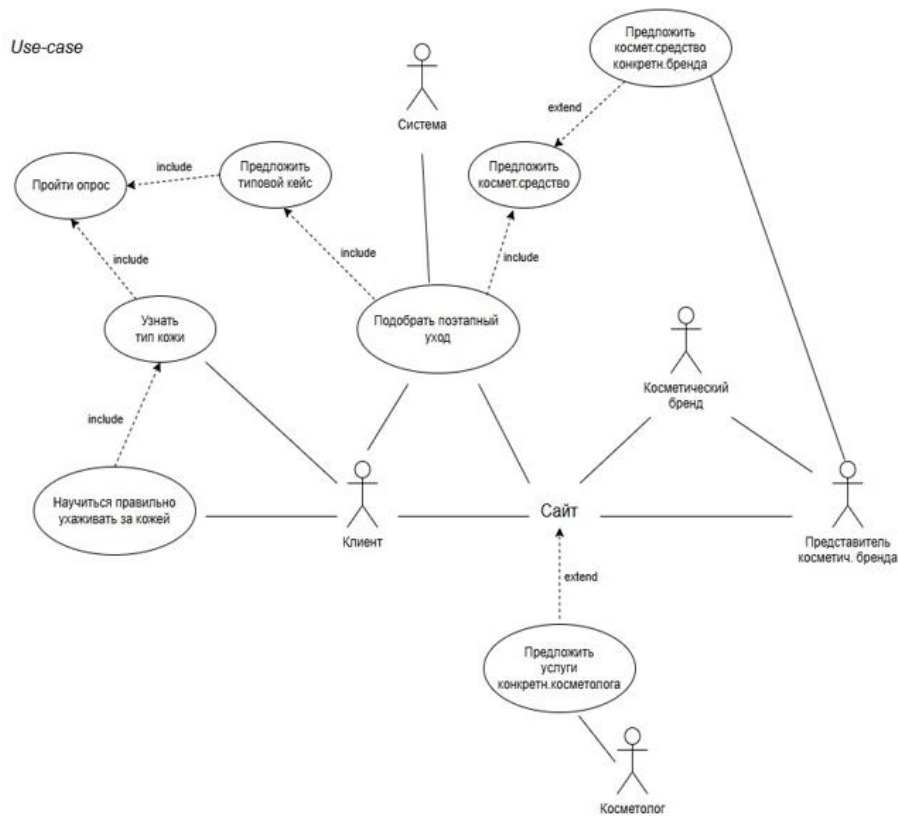 Use-case
Предложить
космет.средство
конкретн.бренда
Система
extend
Пройти опрос
include
Предложить
типовой кейс
Предложить
космет.средство
include
include
include
Узнать
тип кожи
Подобрать поэтапный
уход
Косметический
бренд
include
Научиться правильно
ухаживать за кожей
Клиент
Сайт
Представитель
косметич. бренда
extend
Предложить
услуги
конкретн.косметолога
Косметолог